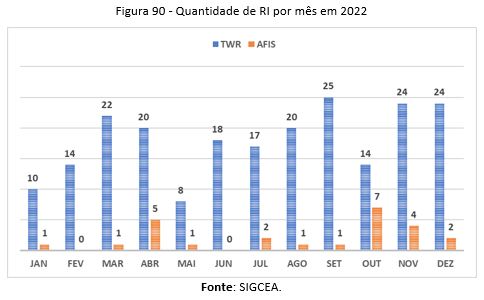 Figura 90 - Quantidade de RI por mês em 2022
TWR AFIS
10 1 14 0 22 1 20 5 8 1 18 0 17 2 20 1 25 1 14 7 24 4 24 2
JAN FEV MAR ABR MAI JUN JUL AGO SET OUT NOV DEZ
Fonte: SIGCEA.